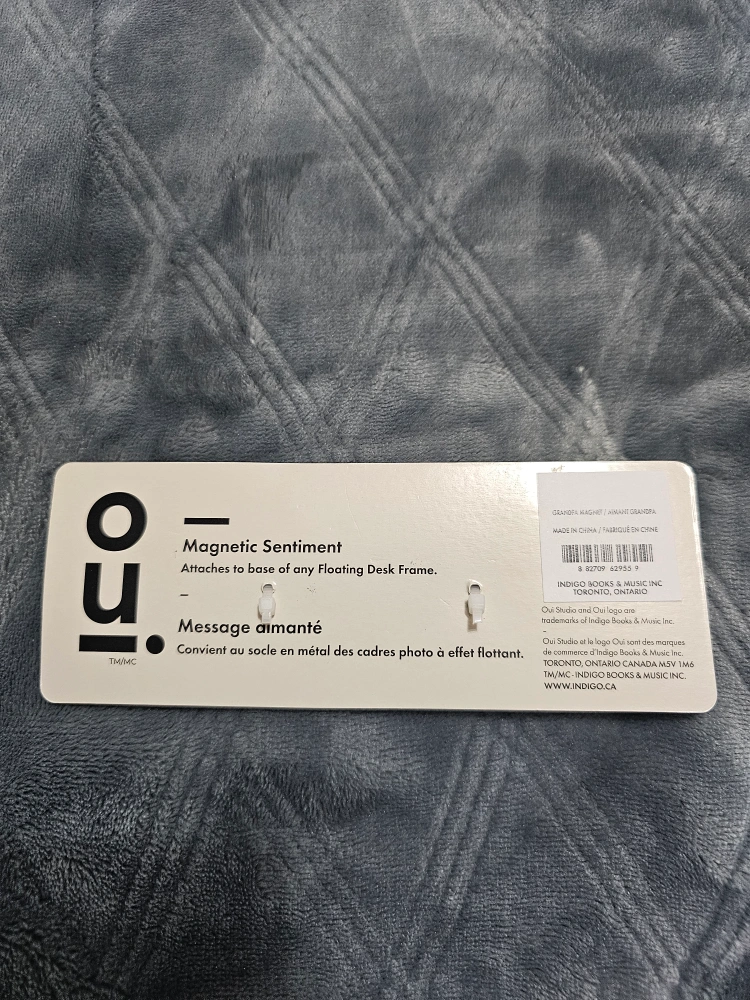 oui.
TM/MC
Magnetic Sentiment
Attaches to base of any Floating Desk Frame.
Message aimanté
Convient au socle en métal des cadres photo à effet flottant.
GRANDPA MAGNET / AIMANT GRANDPA
MADE IN CHINA / FABRIQUÉ EN CHINE
8 82709 62955 9
INDIGO BOOKS & MUSIC INC
TORONTO, ONTARIO
Oui Studio and Oui logo are
trademarks of Indigo Books & Music Inc.
Oui Studio et le logo Oui sont des marques
de commerce d'Indigo Books & Music Inc.
TORONTO, ONTARIO CANADA M5V 1M6
TM/MC - INDIGO BOOKS & MUSIC INC.
WWW.INDIGO.CA